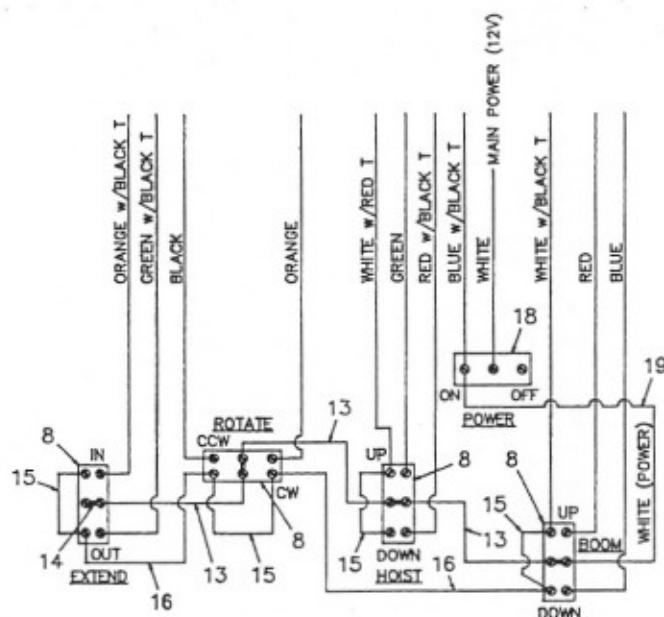 ORANGE w/BLACK T
GREEN w/BLACK T
BLACK
ORANGE
WHITE w/RED T
GREEN
RED w/BLACK T
BLUE w/BLACK T
WHITE
MAIN POWER (12V)
WHITE w/BLACK T
RED
BLUE
18
ON
OFF
POWER
19
WHITE (POWER)
ROTATE
CCW
CW
13
8
IN
15
14
OUT
EXTEND
16
13
15
8
UP
8
15
DOWN
HOIST
16
13
8
15
UP
BOOM
DOWN